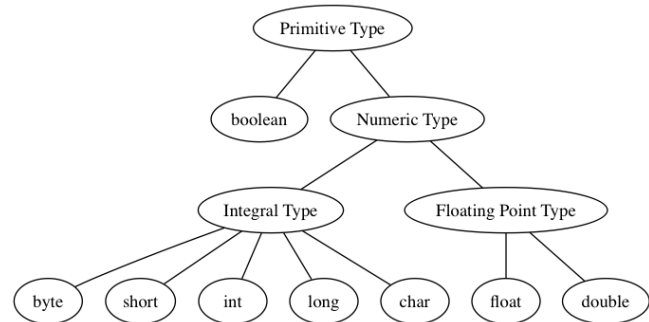 Primitive Type
boolean
Numeric Type
Integral Type
Floating Point Type
byte
short
int
long
char
float
double